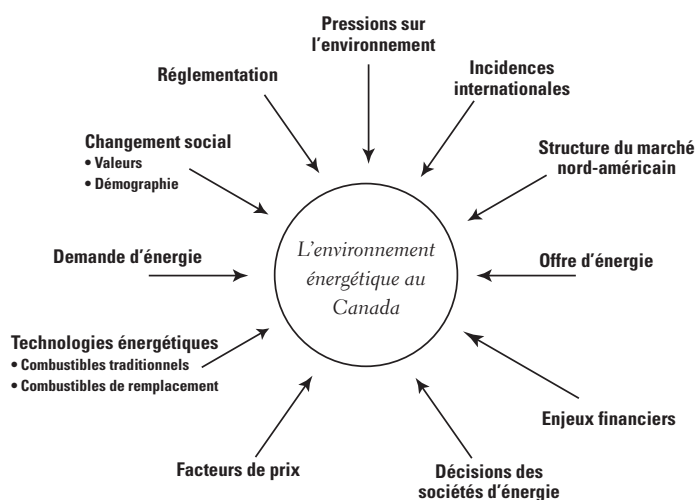 Pressions sur
l'environnement
Réglementation
Incidences
internationales
Changement social
• Valeurs
• Démographie
Structure du marché
nord-américain
Demande d'énergie
L'environnement
énergétique au
Canada
Offre d'énergie
Technologies énergétiques
• Combustibles traditionnels
• Combustibles de remplacement
Enjeux financiers
Facteurs de prix
Décisions des
sociétés d'énergie